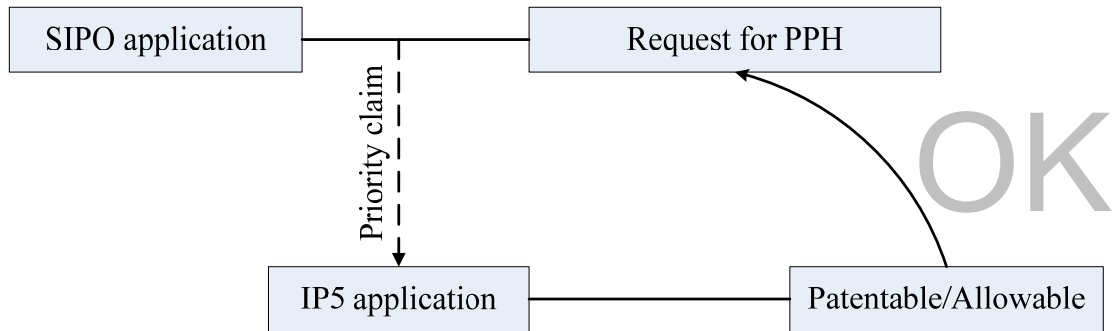 SIPO application
Request for PPH
Priority claim
OK
IP5 application
Patentable/Allowable